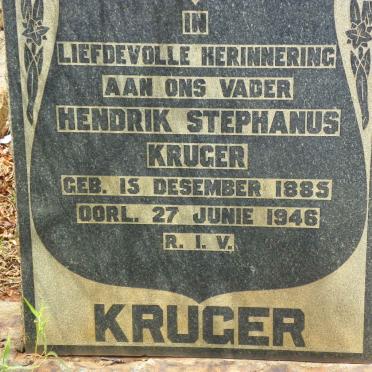 IN
LIEFDEVOLLE HERINNERING
AAN ONS VADER
HENDRIK STEPHANUS
KRUGER
GEB. 15 DESEMBER 1885
OORL. 27 JUNIE 1946
R. I. V.
KRUGER